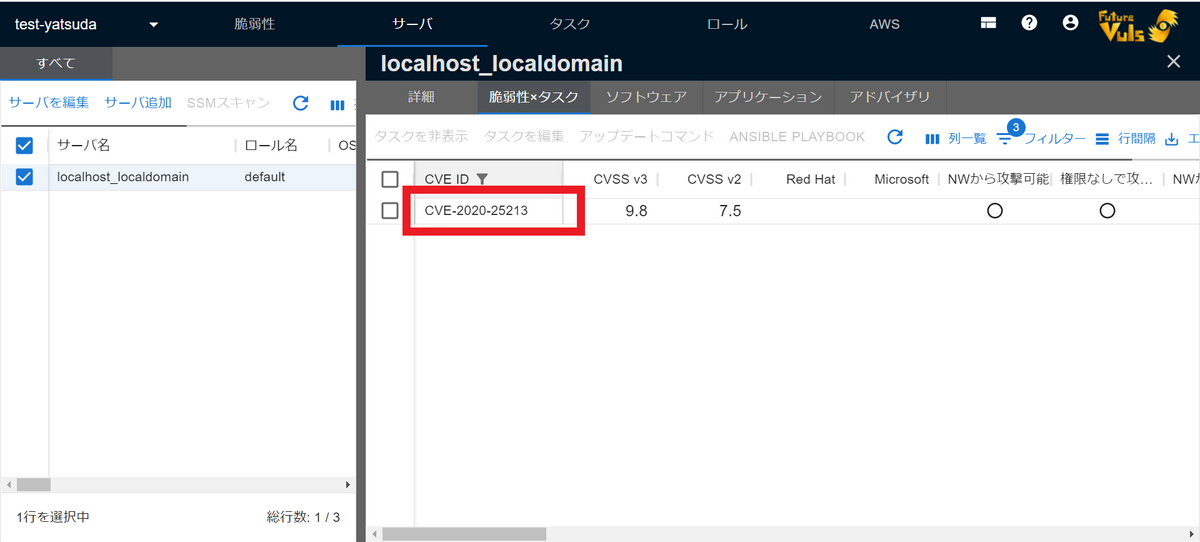 test-yatsuda 脆弱性 サーバ タスク ロール AWS Future Vuls
すべて
localhost_localdomain
詳細 脆弱性×タスク ソフトウェア アプリケーション アドバイザリ
サーバを編集 サーバ追加 SSMスキャン
タスクを非表示 タスクを編集 アップデートコマンド ANSIBLE PLAYBOOK 列一覧 3 フィルター 行間隔 エ
サーバ名 ロール名 OS
localhost_localdomain default
CVE ID CVSS v3 CVSS v2 Red Hat Microsoft NWから攻撃可能 権限なしで攻… NW
CVE-2020-25213 9.8 7.5
1行を選択中 総行数: 1 / 3